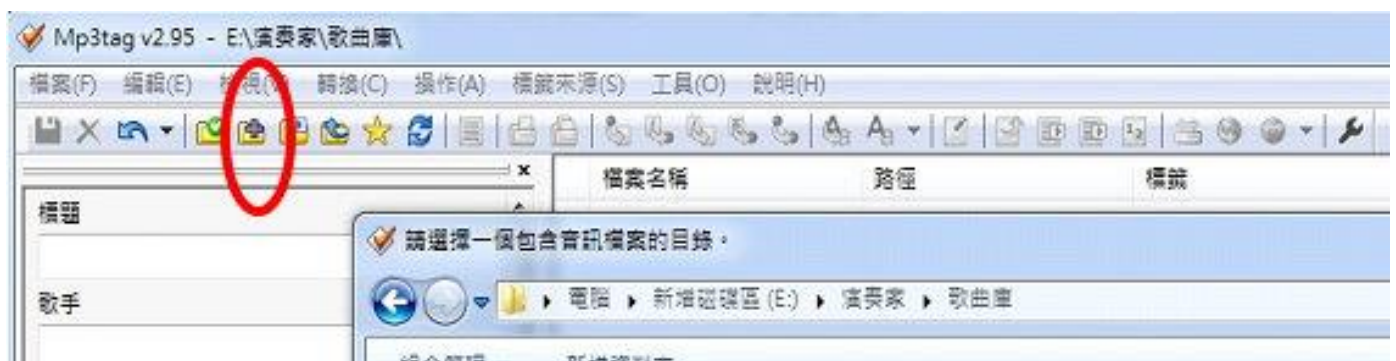 Mp3tag v2.95 - E:\演奏家\歌曲庫\
檔案(F) 編輯(E) 檢視(V) 轉換(C) 操作(A) 標籤來源(S) 工具(O) 說明(H)
檔案名稱 路徑 標籤
標題
請選擇一個包含音訊檔案的目錄。
歌手
電腦 新增磁碟區 (E:) 演奏家 歌曲庫